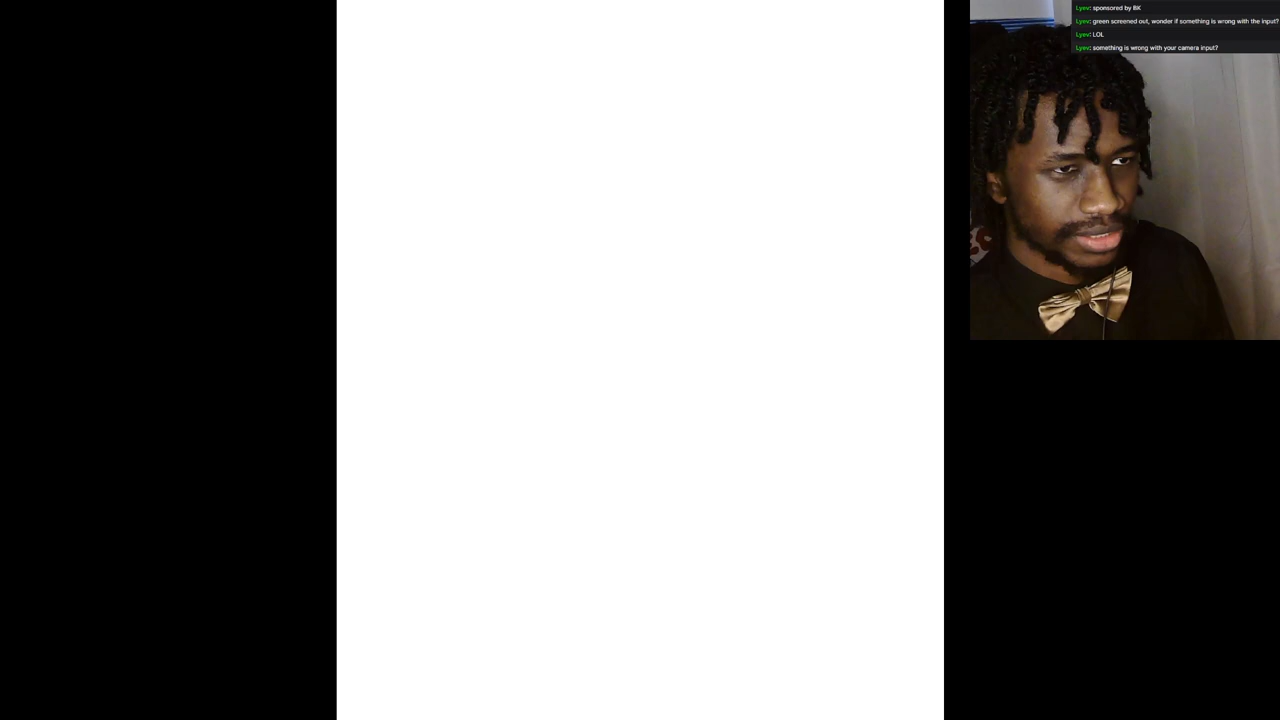 Lyev: sponsored by BK
Lyev: green screened out, wonder if something is wrong with the input?
Lyev: LOL
Lyev: something is wrong with your camera input?